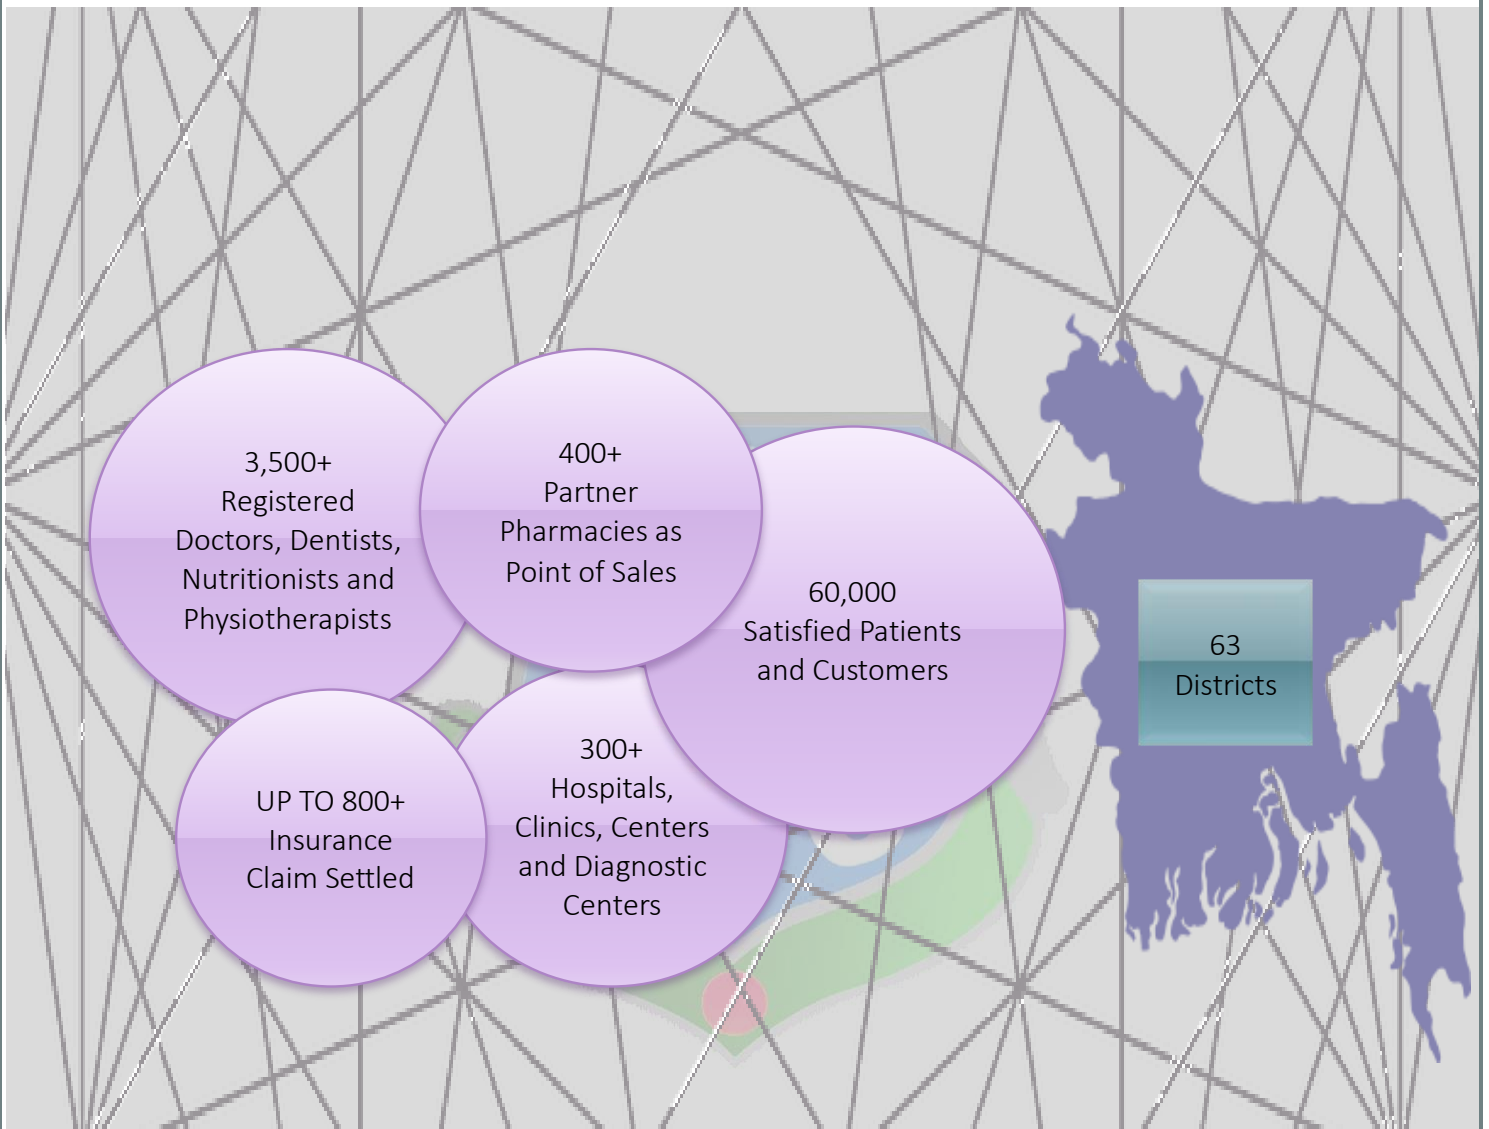 3,500+
Registered
Doctors, Dentists,
Nutritionists and
Physiotherapists
400+
Partner
Pharmacies as
Point of Sales
60,000
Satisfied Patients
and Customers
63
Districts
UP TO 800+
Insurance
Claim Settled
300+
Hospitals,
Clinics, Centers
and Diagnostic
Centers